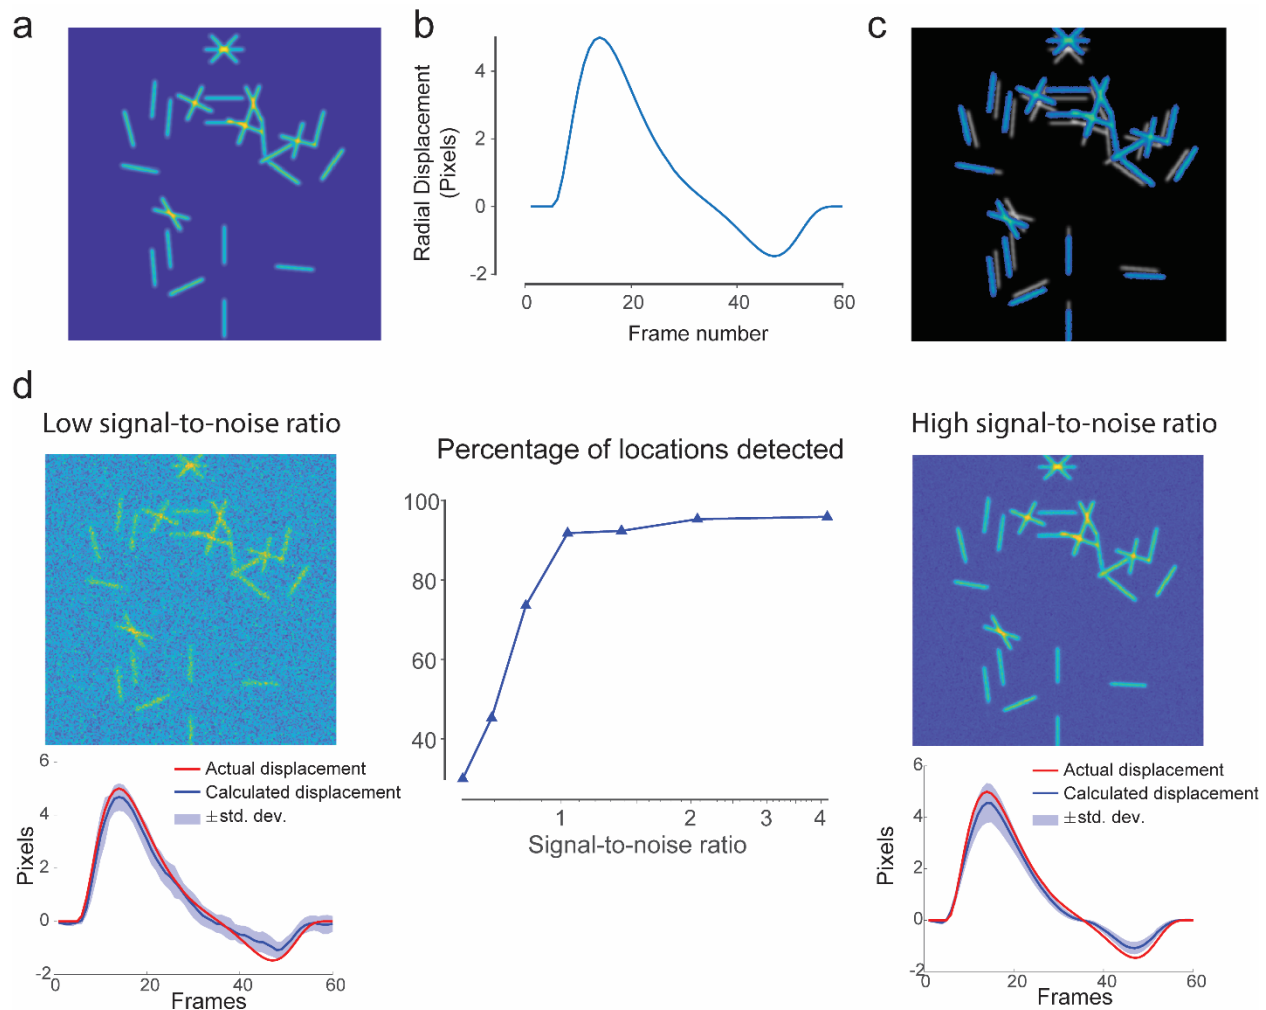 a
b
c
Radial Displacement
(Pixels)
4
2
0
-2
0
20
40
60
Frame number
d
Low signal-to-noise ratio
Percentage of locations detected
High signal-to-noise ratio
100
80
60
40
1
2
3
4
Signal-to-noise ratio
6
4
2
0
-2
Pixels
Actual displacement
Calculated displacement
±std. dev.
0
20
40
60
Frames
6
4
2
0
-2
Pixels
Actual displacement
Calculated displacement
±std. dev.
0
20
40
60
Frames